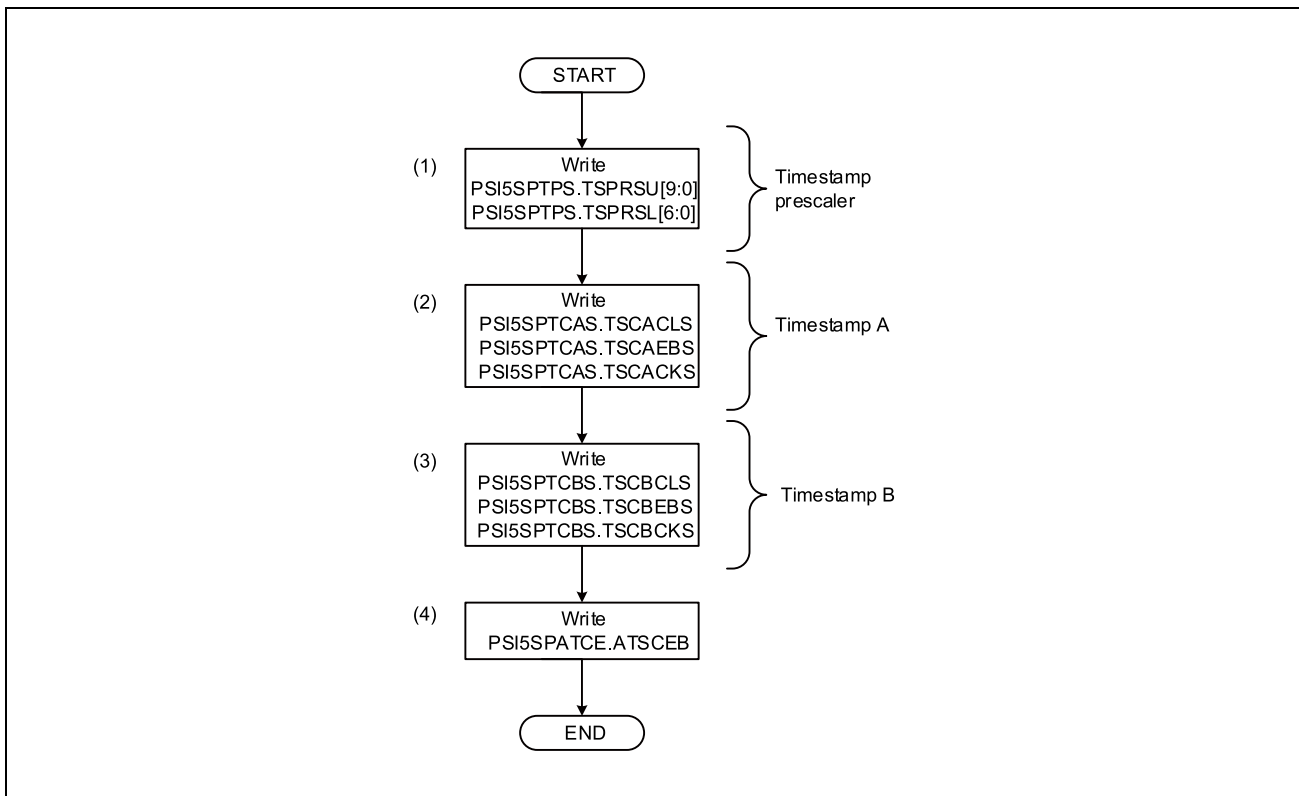 START
(1)
Write
PSI5SPTPS.TSPRSU[9:0]
PSI5SPTPS.TSPRSL[6:0]
Timestamp
prescaler
(2)
Write
PSI5SPTCAS.TSCACLS
PSI5SPTCAS.TSCAEBS
PSI5SPTCAS.TSCACKS
Timestamp A
(3)
Write
PSI5SPTCBS.TSCBCLS
PSI5SPTCBS.TSCBEBS
PSI5SPTCBS.TSCBCKS
Timestamp B
(4)
Write
PSI5SPATCE.ATSCEB
END